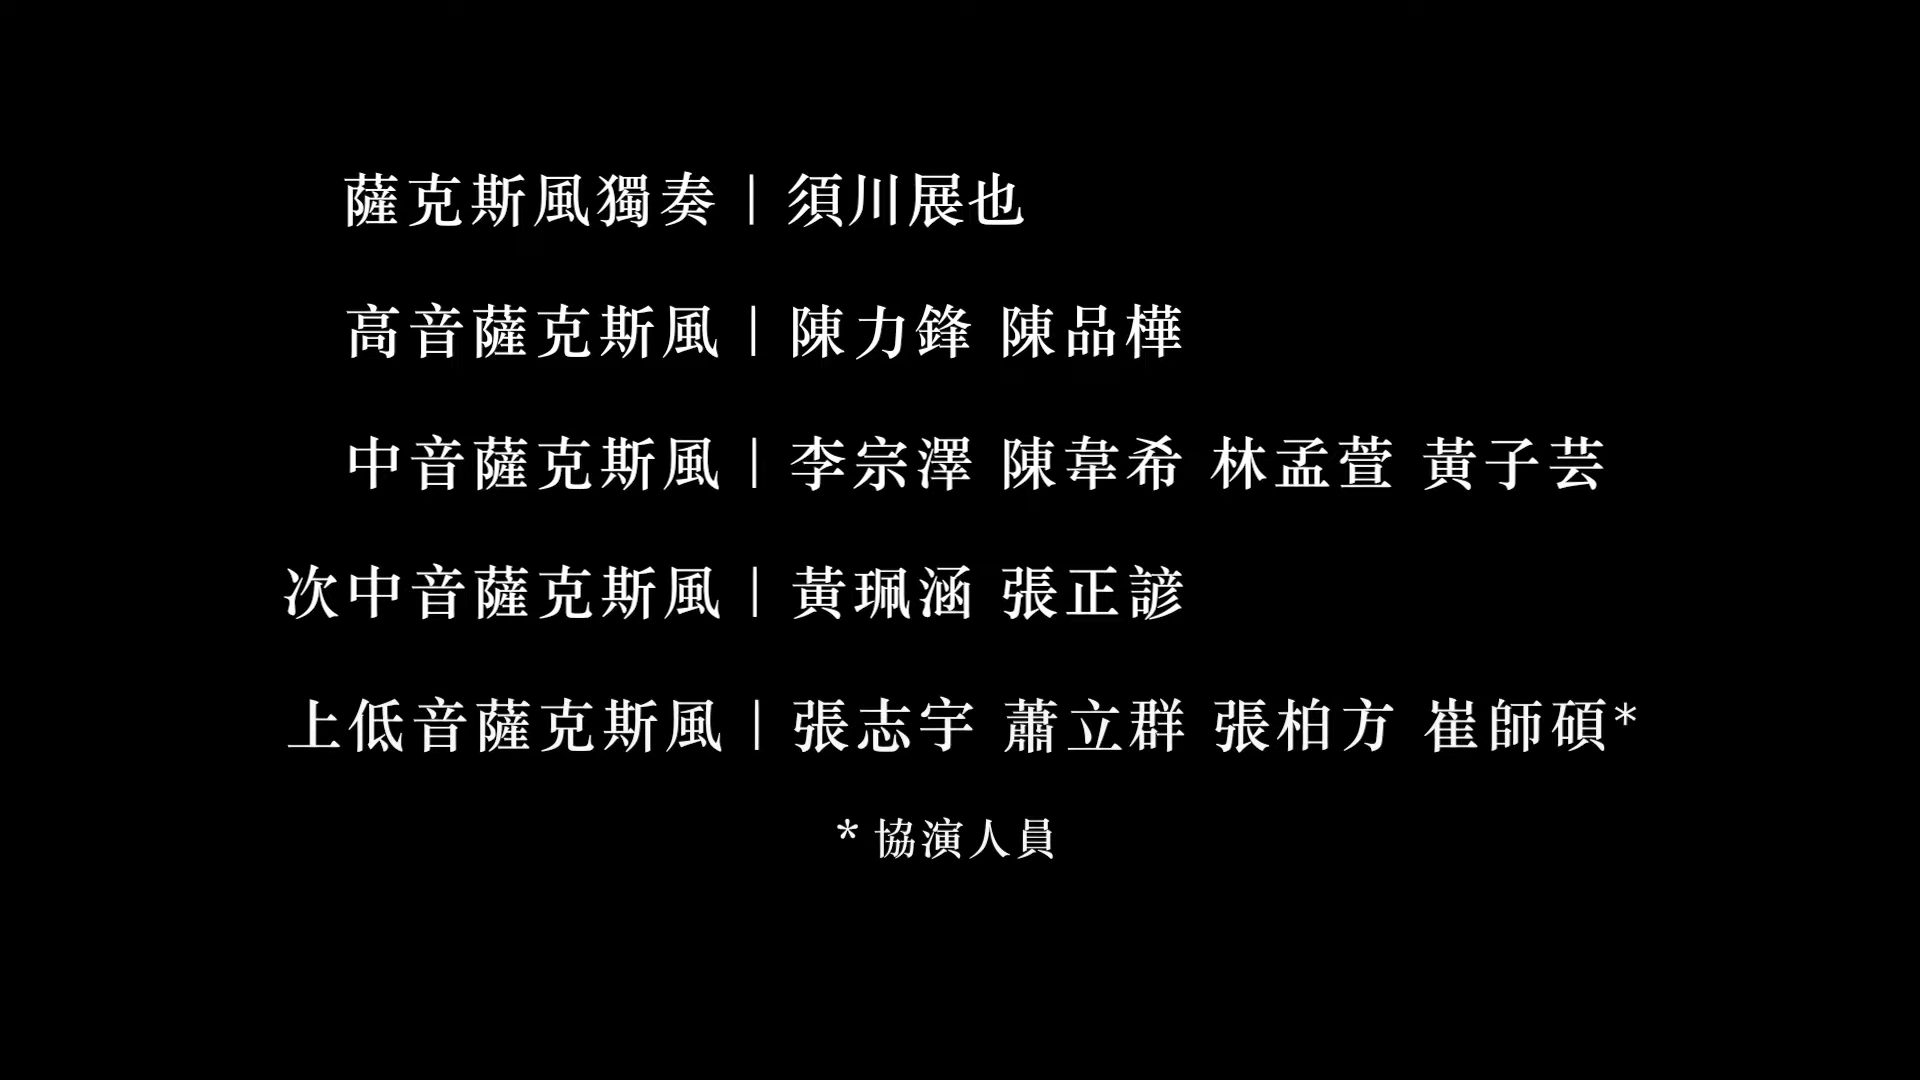 薩克斯風獨奏｜須川展也
高音薩克斯風｜陳力鋒 陳品樺
中音薩克斯風｜李宗澤 陳韋希 林孟萱 黃子芸
次中音薩克斯風｜黃珮涵 張正諺
上低音薩克斯風｜張志宇 蕭立群 張柏方 崔師碩*
* 協演人員